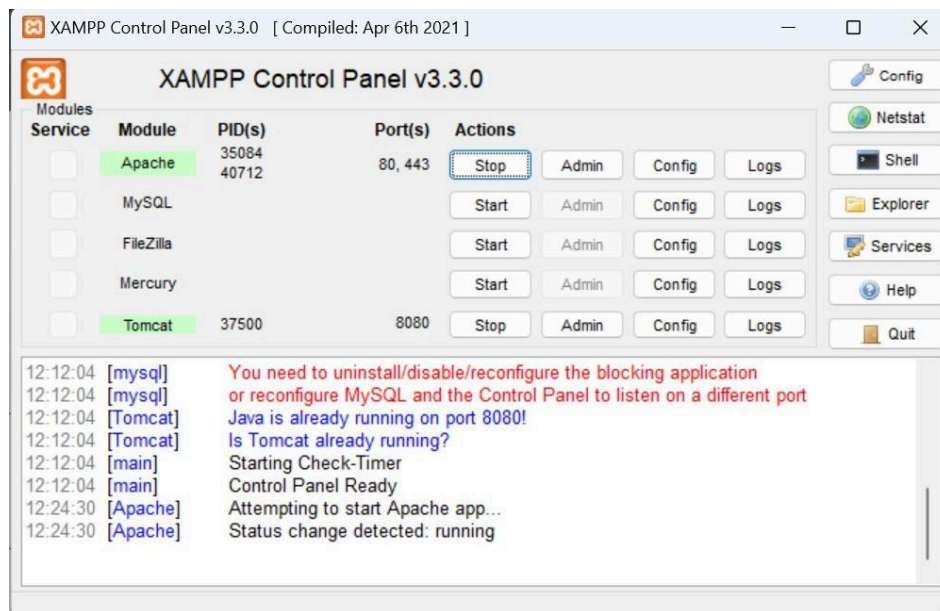 XAMPP Control Panel v3.3.0 [ Compiled: Apr 6th 2021 ]
XAMPP Control Panel v3.3.0
Config
Netstat
Shell
Explorer
Services
Help
Quit
Modules
Service Module PID(s) Port(s) Actions
Apache 35084 40712 80, 443 Stop Admin Config Logs
MySQL Start Admin Config Logs
FileZilla Start Admin Config Logs
Mercury Start Admin Config Logs
Tomcat 37500 8080 Stop Admin Config Logs
12:12:04 [mysql] You need to uninstall/disable/reconfigure the blocking application
12:12:04 [mysql] or reconfigure MySQL and the Control Panel to listen on a different port
12:12:04 [Tomcat] Java is already running on port 8080!
12:12:04 [Tomcat] Is Tomcat already running?
12:12:04 [main] Starting Check-Timer
12:12:04 [main] Control Panel Ready
12:24:30 [Apache] Attempting to start Apache app...
12:24:30 [Apache] Status change detected: running